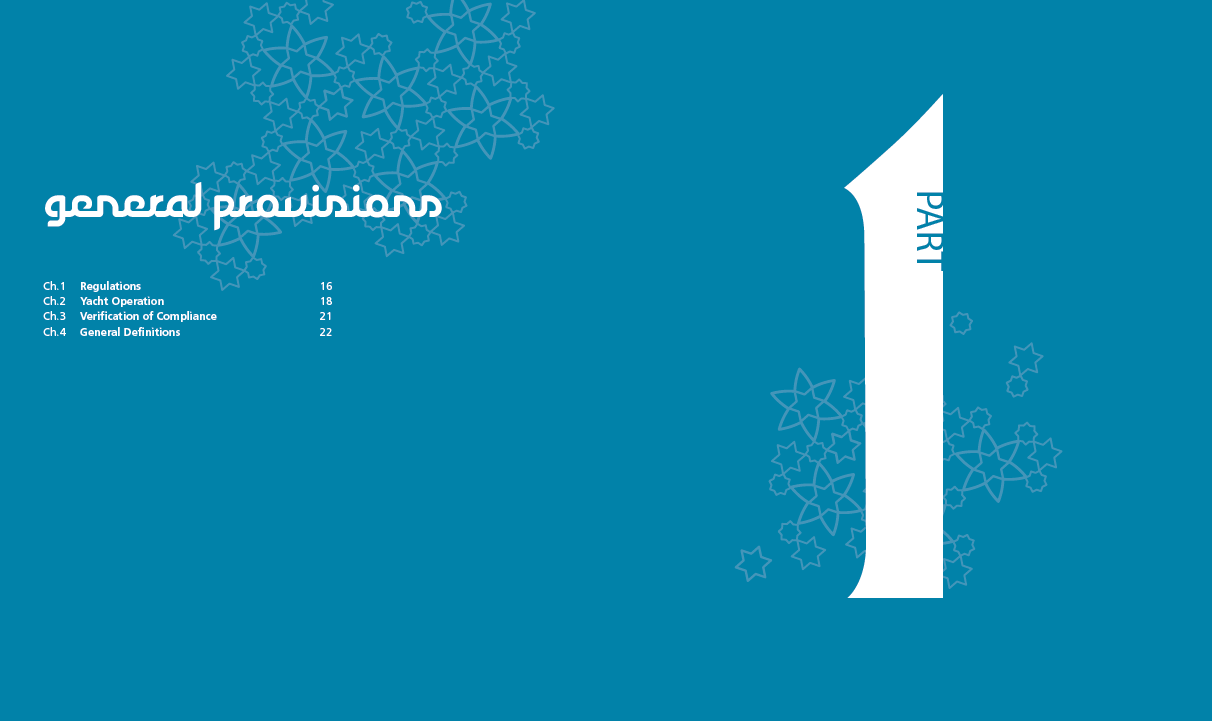 general provisions
Ch.1 Regulations 16
Ch.2 Yacht Operation 18
Ch.3 Verification of Compliance 21
Ch.4 General Definitions 22
1
PART